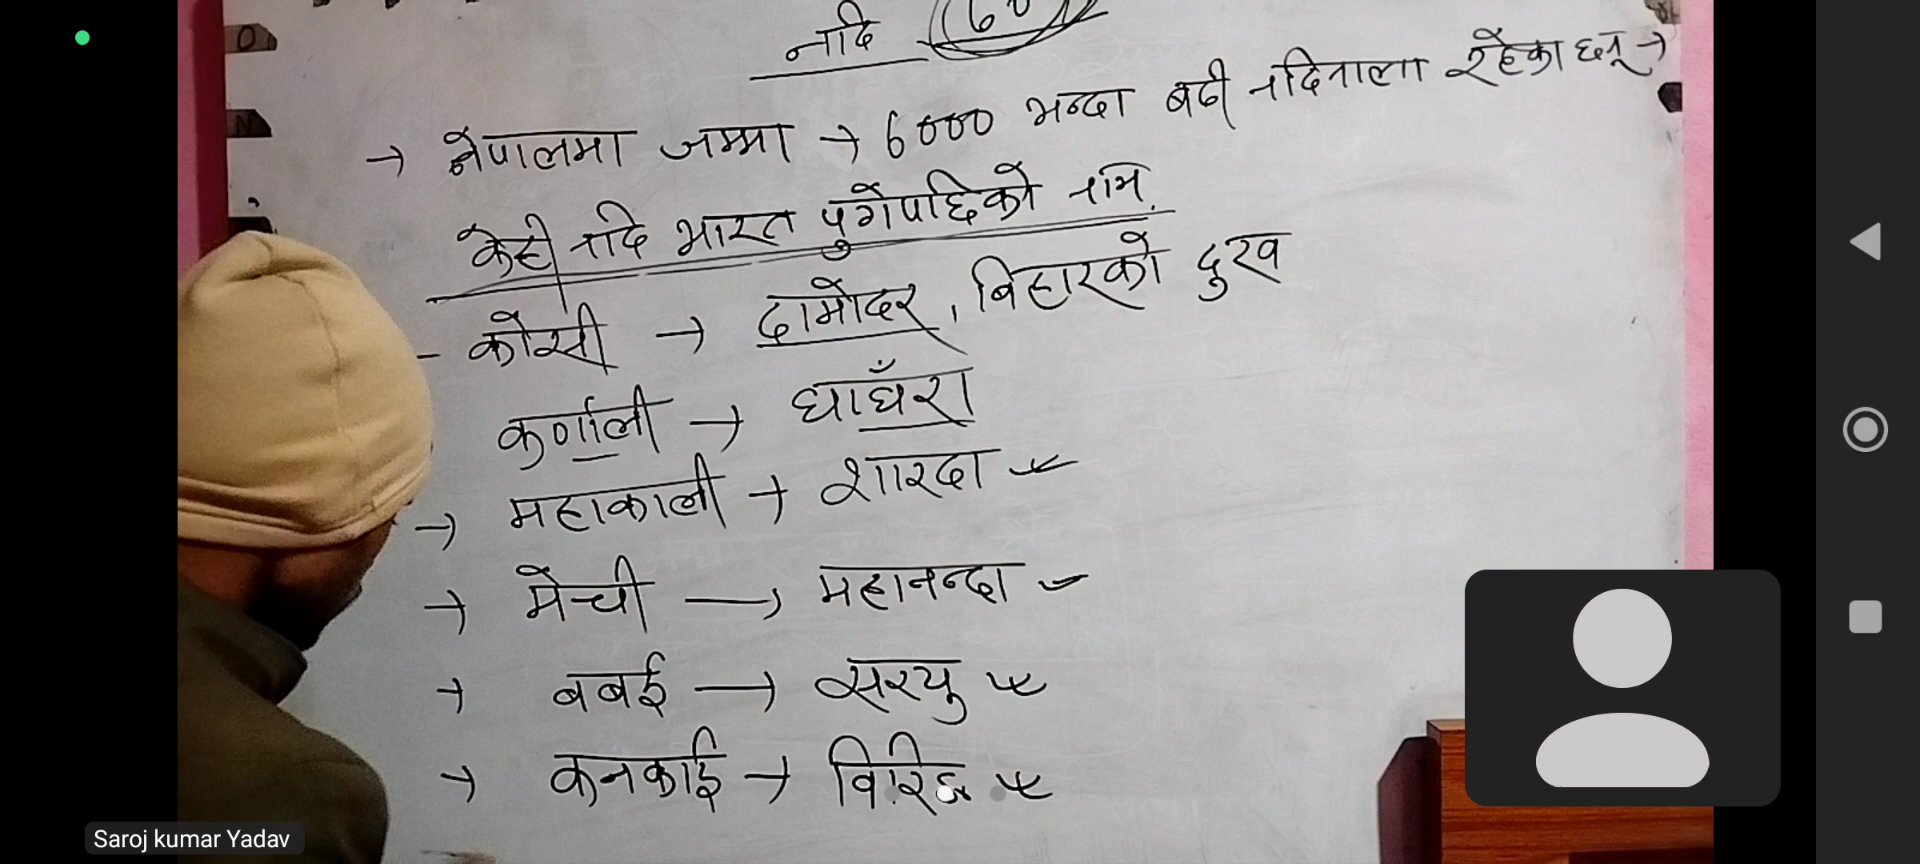 नदि
→ नेपालमा जम्मा → 6000 भन्दा बढी नदिनाला रहेका छन् →
केही नदि भारत पुगेपछिको नाम
- कोसी → दामोदर, बिहारको दुख
कर्णाली → घाघँरा
→ महाकाली → शारदा
→ मेची → महानन्दा
→ बबई → सरयु
→ कनकाई →
Saroj kumar Yadav